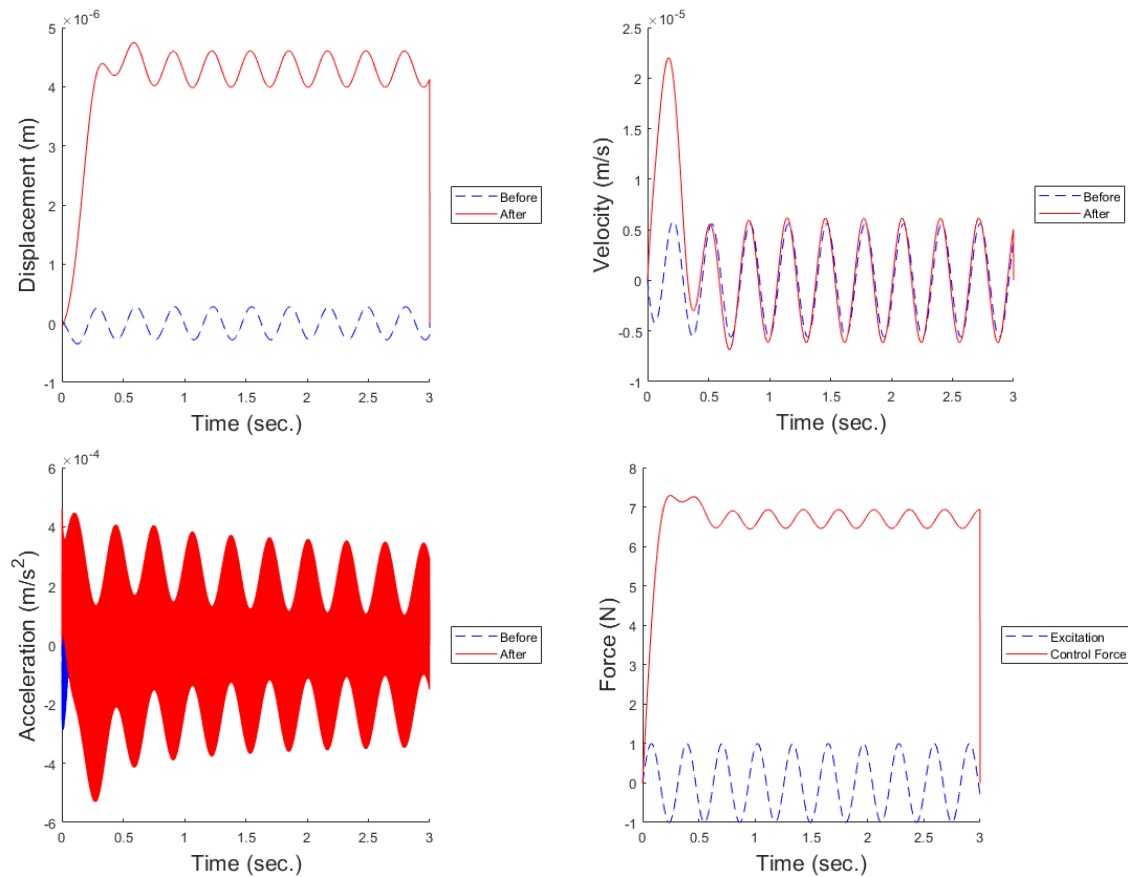 ×10⁻⁶
5
4
3
2
1
0
-1
Displacement (m)
0 0.5 1 1.5 2 2.5 3
Time (sec.)
Before
After
×10⁻⁵
2.5
2
1.5
1
0.5
0
-0.5
-1
Velocity (m/s)
0 0.5 1 1.5 2 2.5 3
Time (sec.)
Before
After
×10⁻⁴
6
4
2
0
-2
-4
-6
Acceleration (m/s²)
0 0.5 1 1.5 2 2.5 3
Time (sec.)
Before
After
8
7
6
5
4
3
2
1
0
-1
Force (N)
0 0.5 1 1.5 2 2.5 3
Time (sec.)
Excitation
Control Force